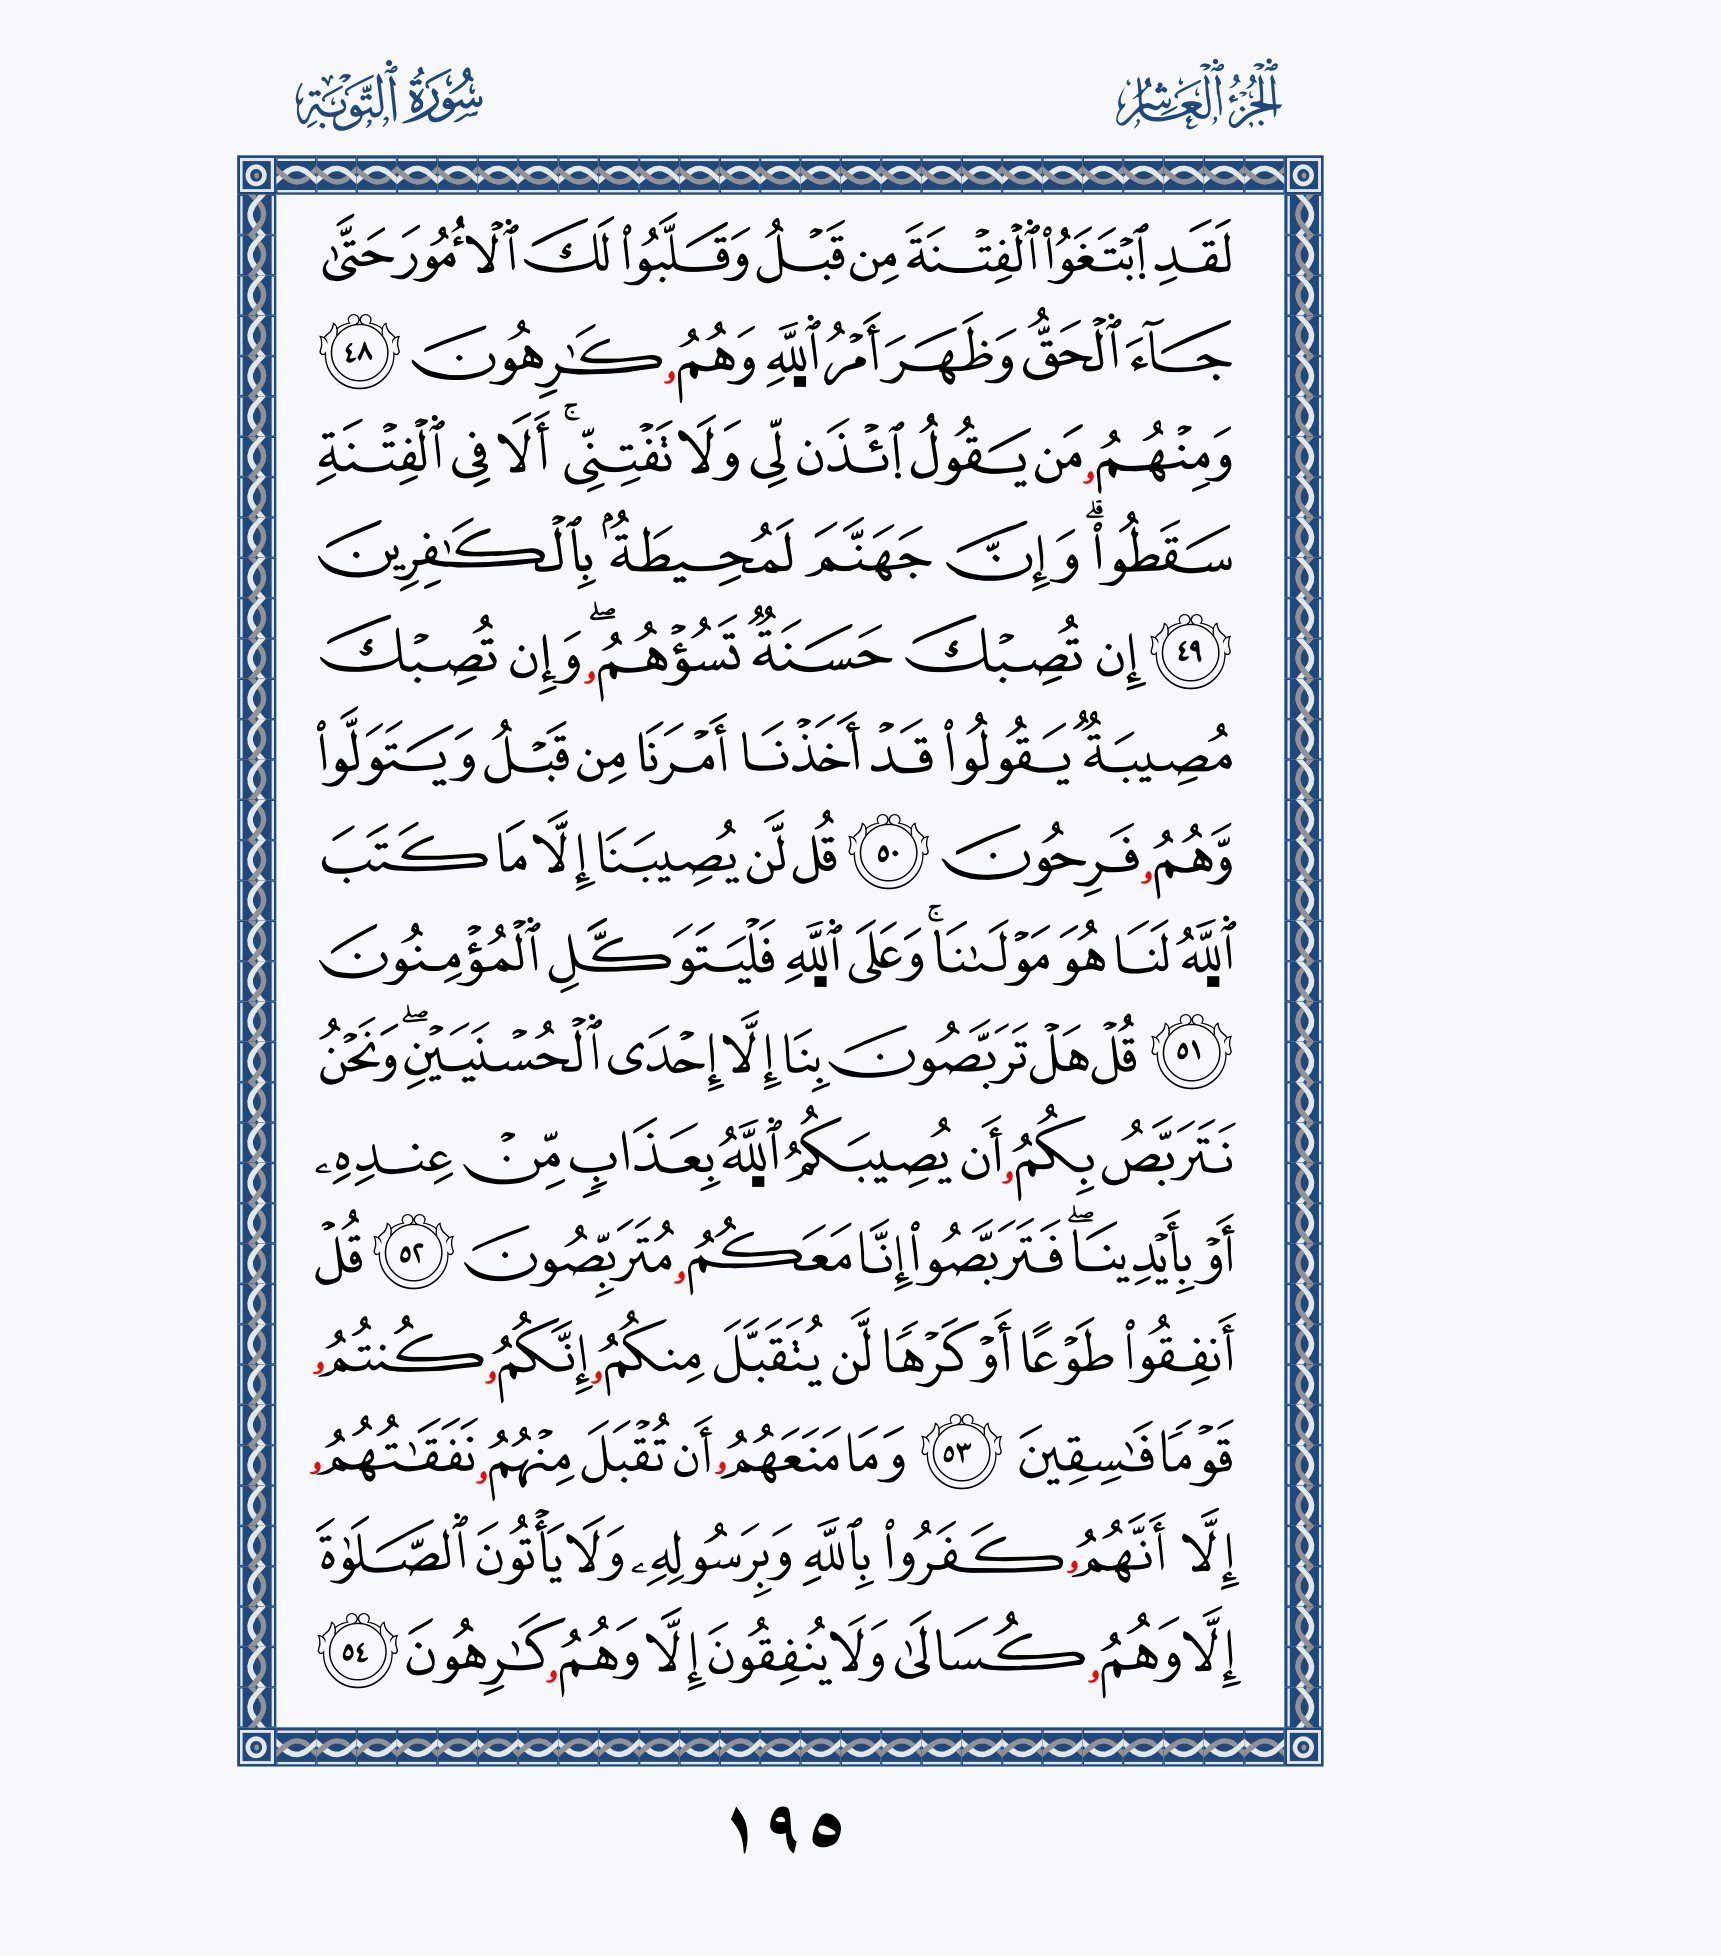 ٱلْجُزْءُ ٱلْعَاشِرُ
سُورَةُ ٱلتَّوْبَةِ
لَقَدِ ٱبْتَغَوُاْ ٱلْفِتْنَةَ مِن قَبْلُ وَقَلَّبُواْ لَكَ ٱلْأُمُورَ حَتَّىٰ
جَآءَ ٱلْحَقُّ وَظَهَرَ أَمْرُ ٱللَّهِ وَهُمُۥ كَٰرِهُونَ ٤٨
وَمِنْهُمُۥ مَن يَقُولُ ٱئْذَن لِّى وَلَا تَفْتِنِّىٓ ۚ أَلَا فِى ٱلْفِتْنَةِ
سَقَطُواْ ۗ وَإِنَّ جَهَنَّمَ لَمُحِيطَةُۢ بِٱلْكَٰفِرِينَ
٤٩ إِن تُصِبْكَ حَسَنَةٌ تَسُؤْهُمُۥ ۖ وَإِن تُصِبْكَ
مُصِيبَةٌ يَقُولُواْ قَدْ أَخَذْنَا أَمْرَنَا مِن قَبْلُ وَيَتَوَلَّواْ
وَّهُمُۥ فَرِحُونَ ٥٠ قُل لَّن يُصِيبَنَا إِلَّا مَا كَتَبَ
ٱللَّهُ لَنَا هُوَ مَوْلَىٰنَا ۚ وَعَلَى ٱللَّهِ فَلْيَتَوَكَّلِ ٱلْمُؤْمِنُونَ
٥١ قُلْ هَلْ تَرَبَّصُونَ بِنَا إِلَّا إِحْدَى ٱلْحُسْنَيَيْنِ ۖ وَنَحْنُ
نَتَرَبَّصُ بِكُمُۥ أَن يُصِيبَكُمُ ٱللَّهُ بِعَذَابٍ مِّنْ عِندِهِۦ
أَوْ بِأَيْدِينَا ۖ فَتَرَبَّصُواْ إِنَّا مَعَكُمُۥ مُتَرَبِّصُونَ ٥٢ قُلْ
أَنفِقُواْ طَوْعًا أَوْ كَرْهًا لَّن يُتَقَبَّلَ مِنكُمُۥ إِنَّكُمُۥ كُنتُمُۥ
قَوْمًا فَٰسِقِينَ ٥٣ وَمَا مَنَعَهُمُۥ أَن تُقْبَلَ مِنْهُمُۥ نَفَقَٰتُهُمُۥ
إِلَّا أَنَّهُمُۥ كَفَرُواْ بِٱللَّهِ وَبِرَسُولِهِۦ وَلَا يَأْتُونَ ٱلصَّلَوٰةَ
إِلَّا وَهُمُۥ كُسَالَىٰ وَلَا يُنفِقُونَ إِلَّا وَهُمُۥ كَٰرِهُونَ ٥٤
١٩٥